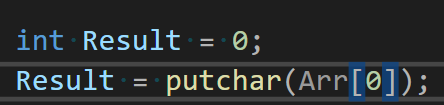 int Result = 0;
Result = putchar(Arr[0]);